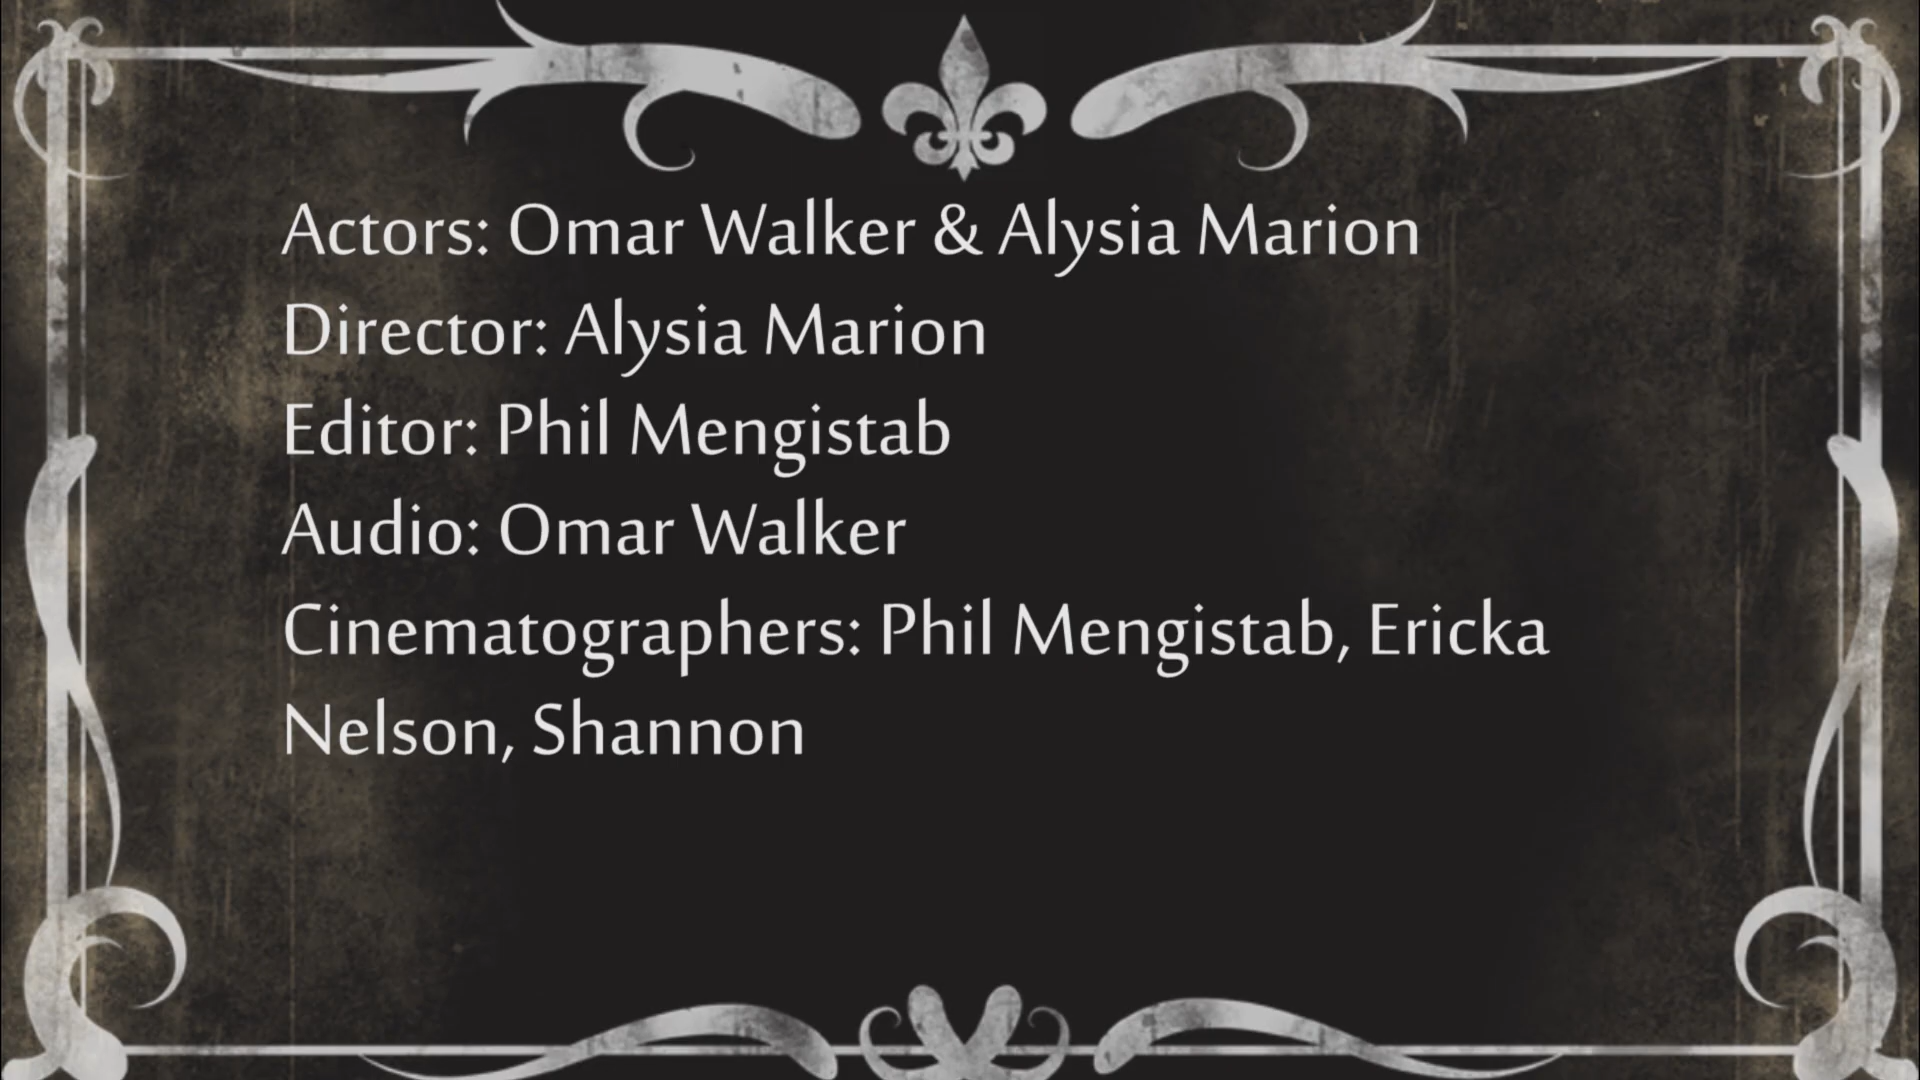 Actors: Omar Walker & Alysia Marion
Director: Alysia Marion
Editor: Phil Mengistab
Audio: Omar Walker
Cinematographers: Phil Mengistab, Ericka
Nelson, Shannon